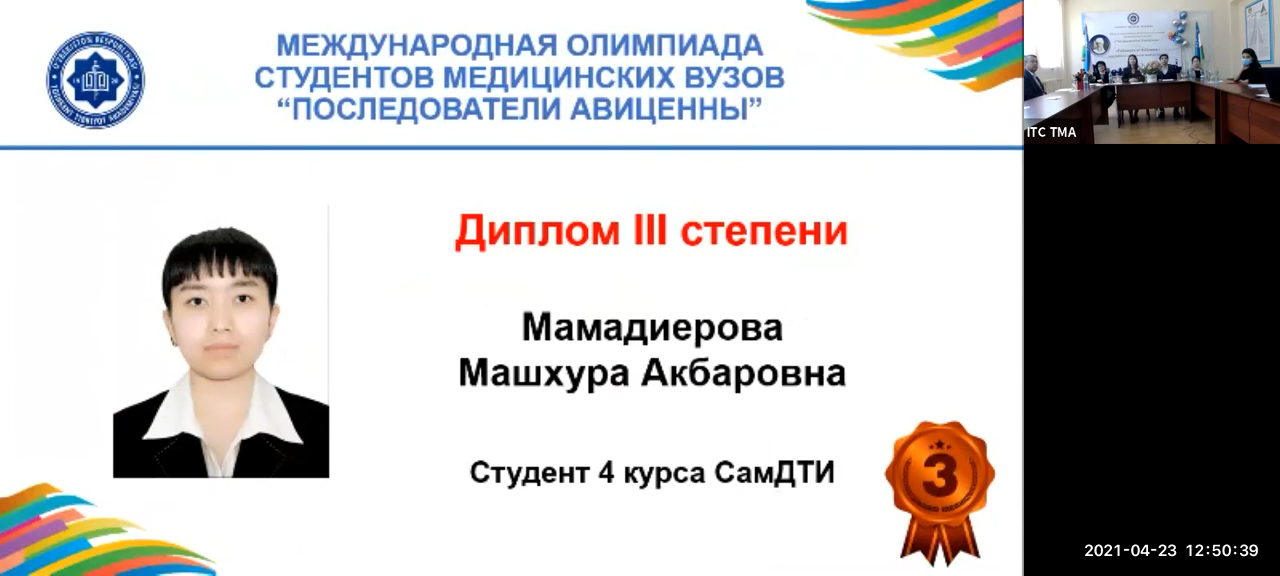 МЕЖДУНАРОДНАЯ ОЛИМПИАДА
СТУДЕНТОВ МЕДИЦИНСКИХ ВУЗОВ
“ПОСЛЕДОВАТЕЛИ АВИЦЕННЫ”
Диплом III степени
Мамадиерова
Машхура Акбаровна
Студент 4 курса СамДТИ
3
ITC TMA
2021-04-23 12:50:39